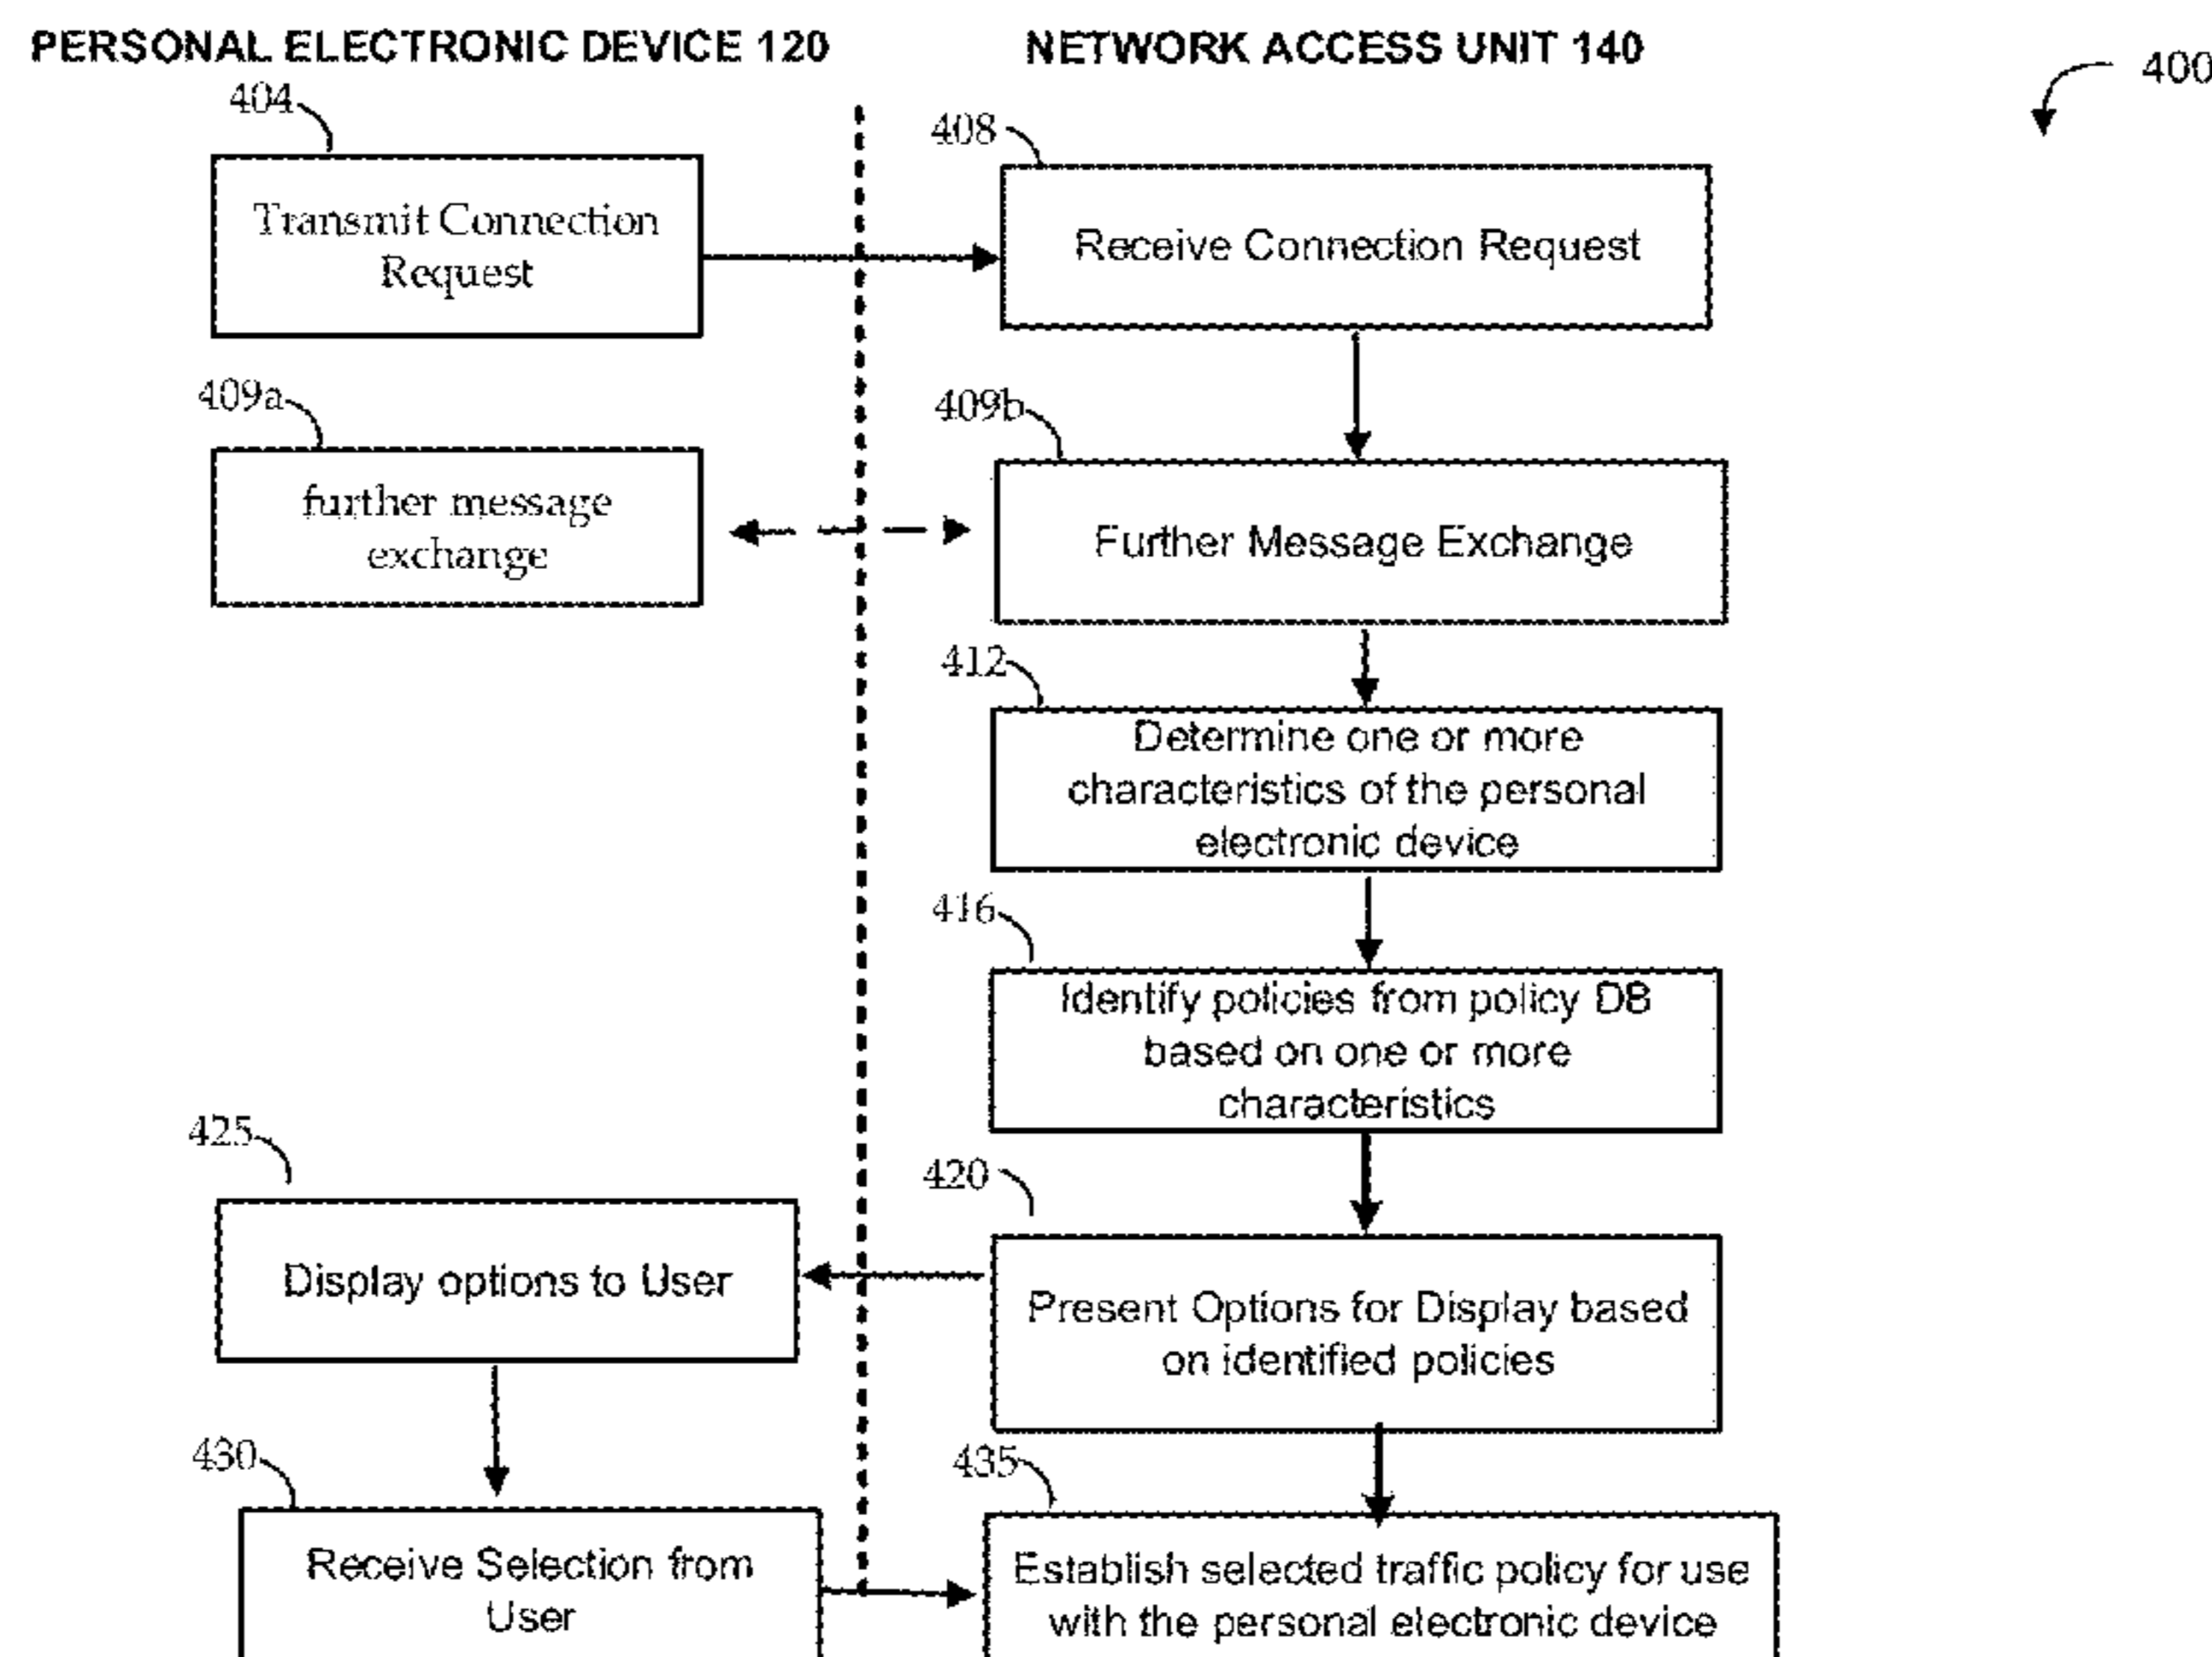 PERSONAL ELECTRONIC DEVICE 120
NETWORK ACCESS UNIT 140
400
404
Transmit Connection
Request
408
Receive Connection Request
409a
further message
exchange
409b
Further Message Exchange
412
Determine one or more
characteristics of the personal
electronic device
416
Identify policies from policy DB
based on one or more
characteristics
420
Present Options for Display based
on identified policies
425
Display options to User
430
Receive Selection from
User
435
Establish selected traffic policy for use
with the personal electronic device